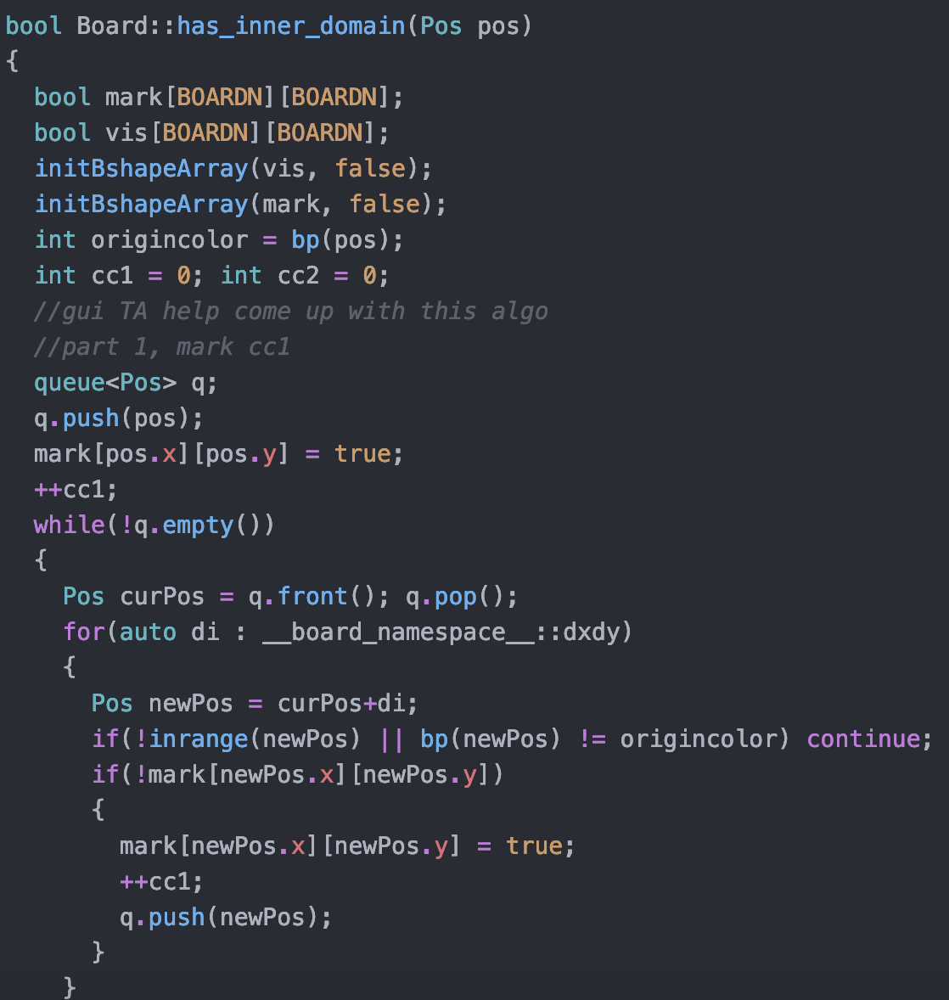 bool Board::has_inner_domain(Pos pos)
{
  bool mark[BOARDN][BOARDN];
  bool vis[BOARDN][BOARDN];
  initBshapeArray(vis, false);
  initBshapeArray(mark, false);
  int origincolor = bp(pos);
  int cc1 = 0; int cc2 = 0;
  //gui TA help come up with this algo
  //part 1, mark cc1
  queue<Pos> q;
  q.push(pos);
  mark[pos.x][pos.y] = true;
  ++cc1;
  while(!q.empty())
  {
    Pos curPos = q.front(); q.pop();
    for(auto di : __board_namespace__::dxdy)
    {
      Pos newPos = curPos+di;
      if(!inrange(newPos) || bp(newPos) != origincolor) continue;
      if(!mark[newPos.x][newPos.y])
      {
        mark[newPos.x][newPos.y] = true;
        ++cc1;
        q.push(newPos);
      }
    }